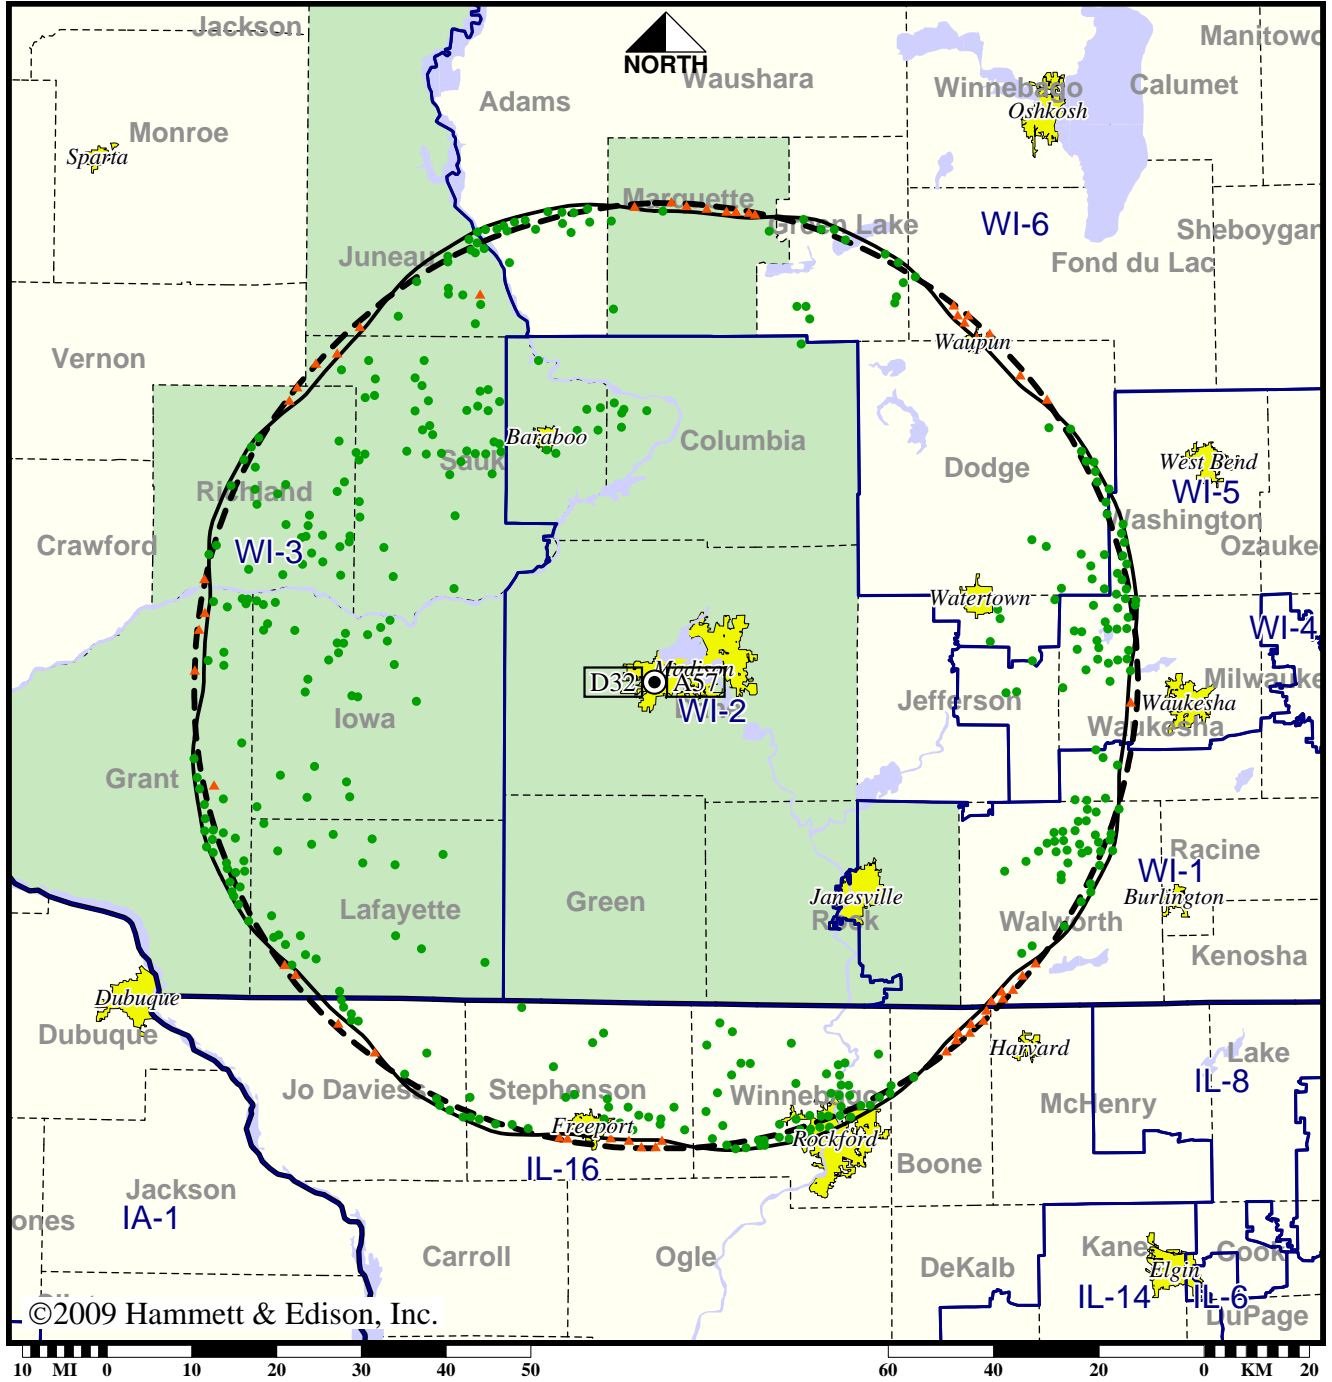 Jackson
NORTH
Manitowo
Waushara
Winnebago
Calumet
Adams
Oshkosh
Monroe
Sparta
Marquette
Green Lake
WI-6
Sheboygan
Juneau
Fond du Lac
Waupun
Vernon
Baraboo
Columbia
Sauk
Dodge
West Bend
WI-5
Richland
Washington
Crawford
WI-3
Ozauke
Watertown
WI-4
Madison
D32
A57
WI-2
Milwauke
Jefferson
Waukesha
Iowa
Waukesha
Grant
Racine
WI-1
Burlington
Janesville
Lafayette
Green
Rock
Walworth
Kenosha
Dubuque
Dubuque
Harvard
Lake
IL-8
Jo Daviess
Stephenson
Winnebago
McHenry
Freeport
Rockford
IL-16
Boone
Jackson
IA-1
ones
Carroll
Ogle
DeKalb
Kane
Cook
Elgin
IL-14
IL-6
DuPage
©2009 Hammett & Edison, Inc.
10 MI 0 10 20 30 40 50 60 40 20 0 KM 20